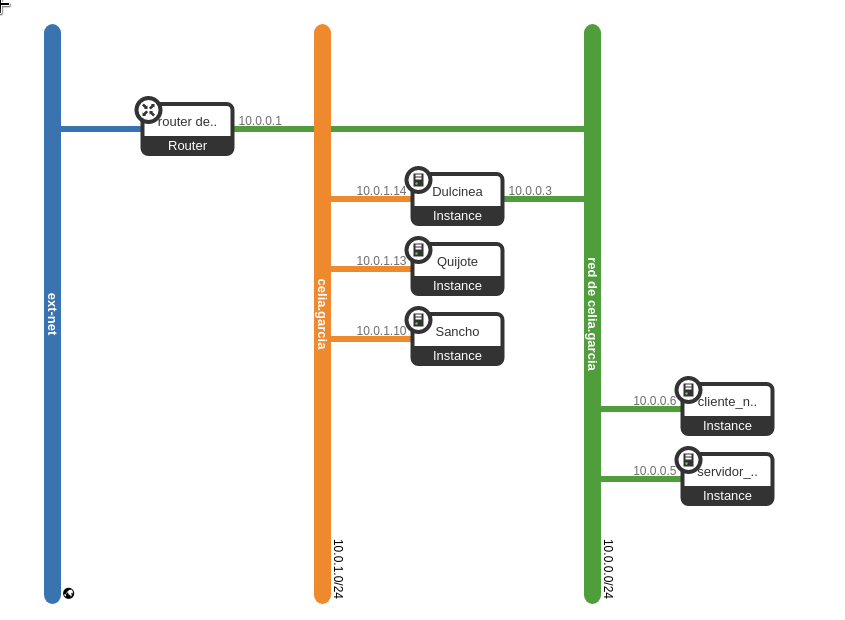 router de..
10.0.0.1
Router
10.0.1.14
Dulcinea
10.0.0.3
Instance
10.0.1.13
Quijote
Instance
10.0.1.10
Sancho
Instance
ext-net
celia.garcia
red de celia.garcia
10.0.0.6
cliente_n..
Instance
10.0.0.5
servidor_..
Instance
10.0.1.0/24
10.0.0.0/24